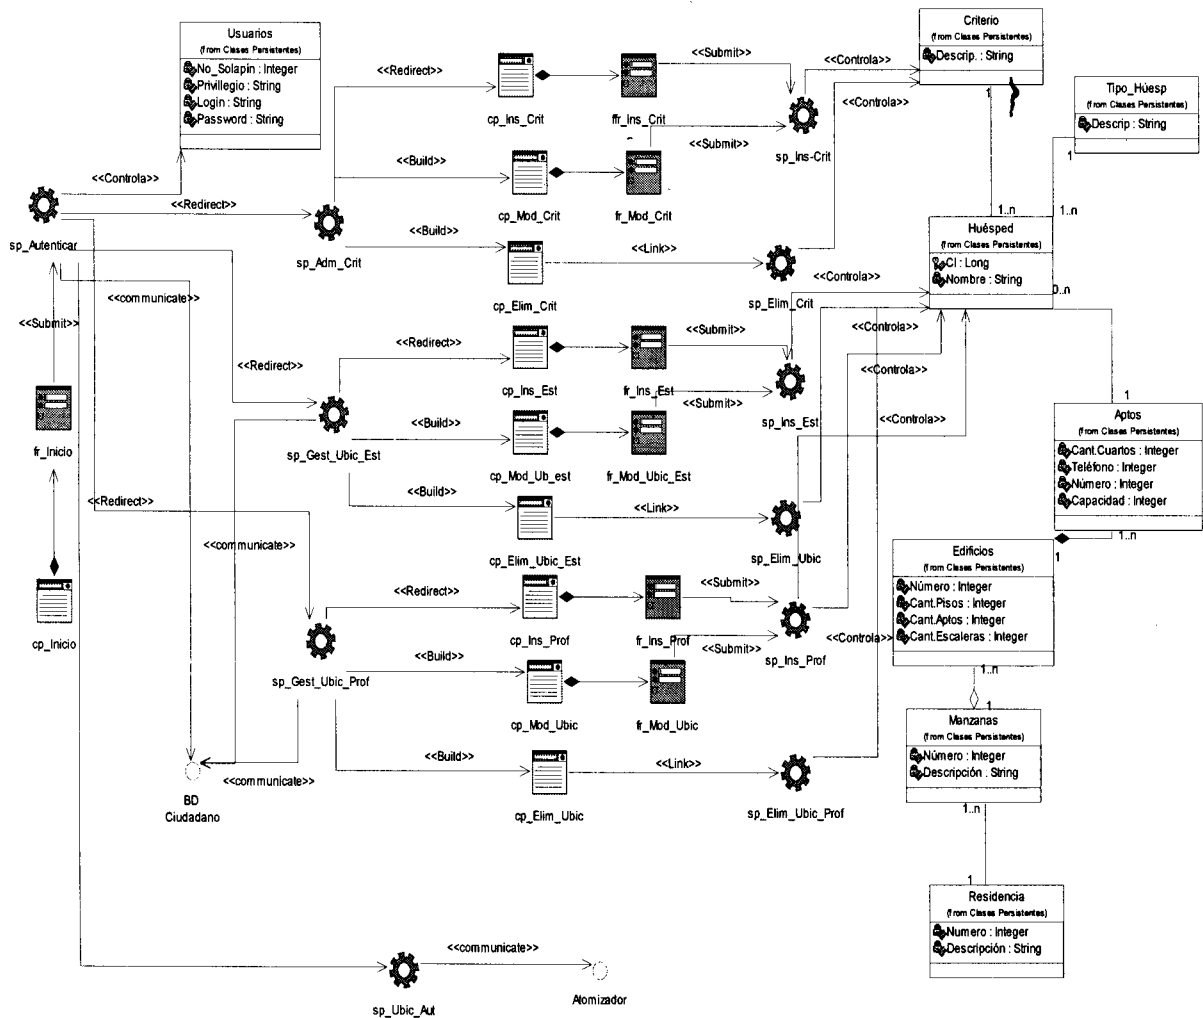 Usuarios
(from Clases Persistentes)
No_Solapin : Integer
Privillegio : String
Login : String
Password : String
Criterio
(from Clases Persistentes)
Descrip. : String
Tipo_Húesp
(from Clases Persistentes)
Descrip : String
<<Redirect>>
cp_Ins_Crit
ffr_Ins_Crit
<<Submit>>
<<Controla>>
<<Controla>>
1
1
<<Build>>
cp_Mod_Crit
fr_Mod_Crit
<<Submit>>
sp_Ins-Crit
<<Controla>>
<<Redirect>>
sp_Autenticar
sp_Adm_Crit
<<Build>>
cp_Elim_Crit
<<Link>>
sp_Elim_Crit
<<Controla>>
1..n
1..n
Huésped
(from Clases Persistentes)
CI : Long
Nombre : String
0..n
<<communicate>>
<<Submit>>
fr_Inicio
cp_Inicio
<<Redirect>>
<<Redirect>>
cp_Ins_Est
fr_Ins_Est
<<Submit>>
<<Controla>>
<<Controla>>
sp_Gest_Ubic_Est
<<Build>>
cp_Mod_Ub_est
fr_Mod_Ubic_Est
<<Submit>>
sp_Ins_Est
<<Controla>>
1
Aptos
(from Clases Persistentes)
Cant.Cuartos : Integer
Teléfono : Integer
Número : Integer
Capacidad : Integer
1..n
<<Redirect>>
<<Build>>
cp_Elim_Ubic_Est
<<Link>>
sp_Elim_Ubic
<<communicate>>
1
Edificios
(from Clases Persistentes)
Número : Integer
Cant.Pisos : Integer
Cant.Aptos : Integer
Cant.Escaleras : Integer
1..n
<<Redirect>>
cp_Ins_Prof
fr_Ins_Prof
<<Submit>>
<<Controla>>
sp_Gest_Ubic_Prof
<<Build>>
cp_Mod_Ubic
fr_Mod_Ubic
<<Submit>>
sp_Ins_Prof
1
Manzanas
(from Clases Persistentes)
Número : Integer
Descripción : String
1..n
<<Build>>
cp_Elim_Ubic
<<Link>>
sp_Elim_Ubic_Prof
<<communicate>>
BD
Ciudadano
1
Residencia
(from Clases Persistentes)
Numero : Integer
Descripción : String
<<communicate>>
sp_Ubic_Aut
Atomizador